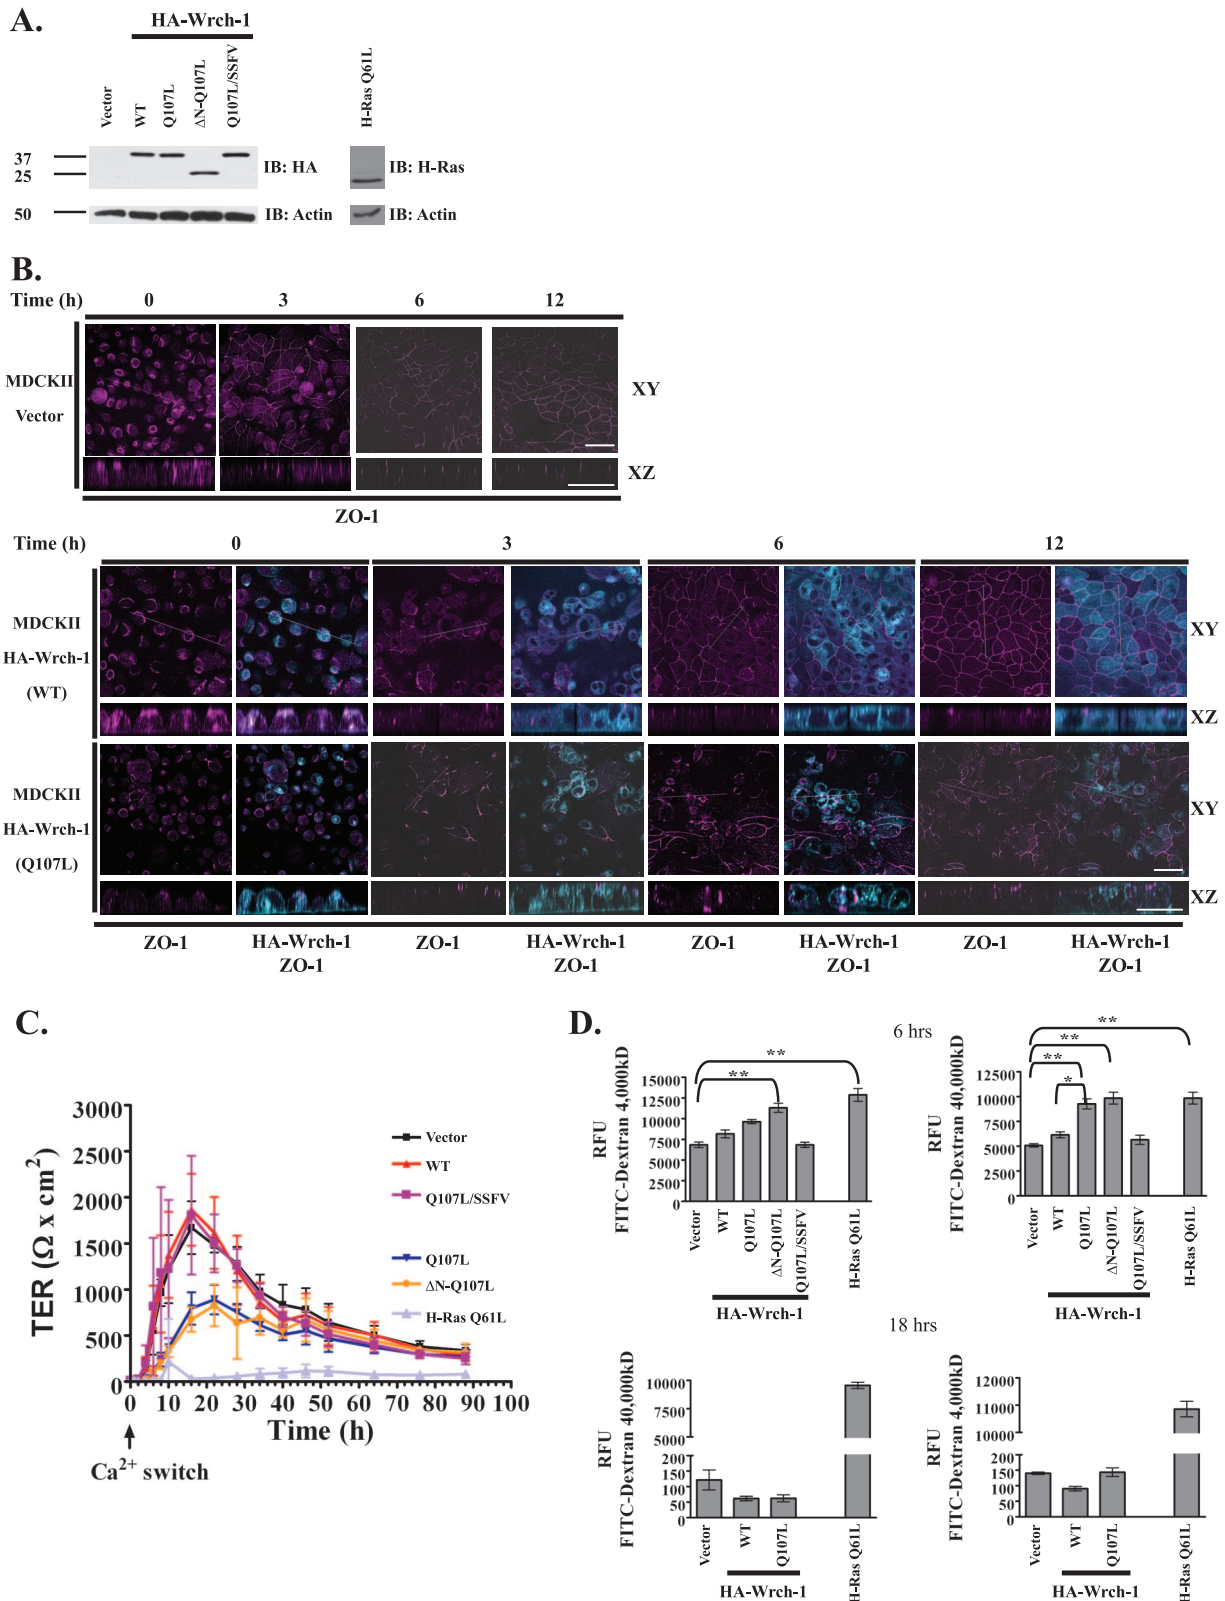 A.
HA-Wrch-1
Vector
WT
Q107L
ΔN-Q107L
Q107L/SSFV
H-Ras Q61L
37
25
IB: HA
IB: H-Ras
50
IB: Actin
IB: Actin
B.
Time (h) 0 3 6 12
MDCKII
Vector
XY
XZ
ZO-1
Time (h) 0 3 6 12
MDCKII
HA-Wrch-1
(WT)
XY
XZ
MDCKII
HA-Wrch-1
(Q107L)
XY
XZ
ZO-1 HA-Wrch-1 ZO-1 HA-Wrch-1 ZO-1 HA-Wrch-1 ZO-1 HA-Wrch-1
ZO-1 ZO-1 ZO-1 ZO-1
C.
TER (Ω x cm²)
3000
2500
2000
1500
1000
500
0
0 10 20 30 40 50 60 70 80 90 100
Time (h)
Ca²⁺ switch
Vector
WT
Q107L/SSFV
Q107L
ΔN-Q107L
H-Ras Q61L
D.
6 hrs
RFU
FITC-Dextran 4,000kD
15000
12500
10000
7500
5000
2500
0
**
**
Vector
WT
Q107L
ΔN-Q107L
Q107L/SSFV
H-Ras Q61L
HA-Wrch-1
RFU
FITC-Dextran 40,000kD
12500
10000
7500
5000
2500
0
**
**
**
*
Vector
WT
Q107L
ΔN-Q107L
Q107L/SSFV
H-Ras Q61L
HA-Wrch-1
18 hrs
RFU
FITC-Dextran 40,000kD
10000
7500
5000
200
150
100
50
0
Vector
WT
Q107L
H-Ras Q61L
HA-Wrch-1
RFU
FITC-Dextran 4,000kD
12000
11000
10000
200
150
100
50
0
Vector
WT
Q107L
H-Ras Q61L
HA-Wrch-1